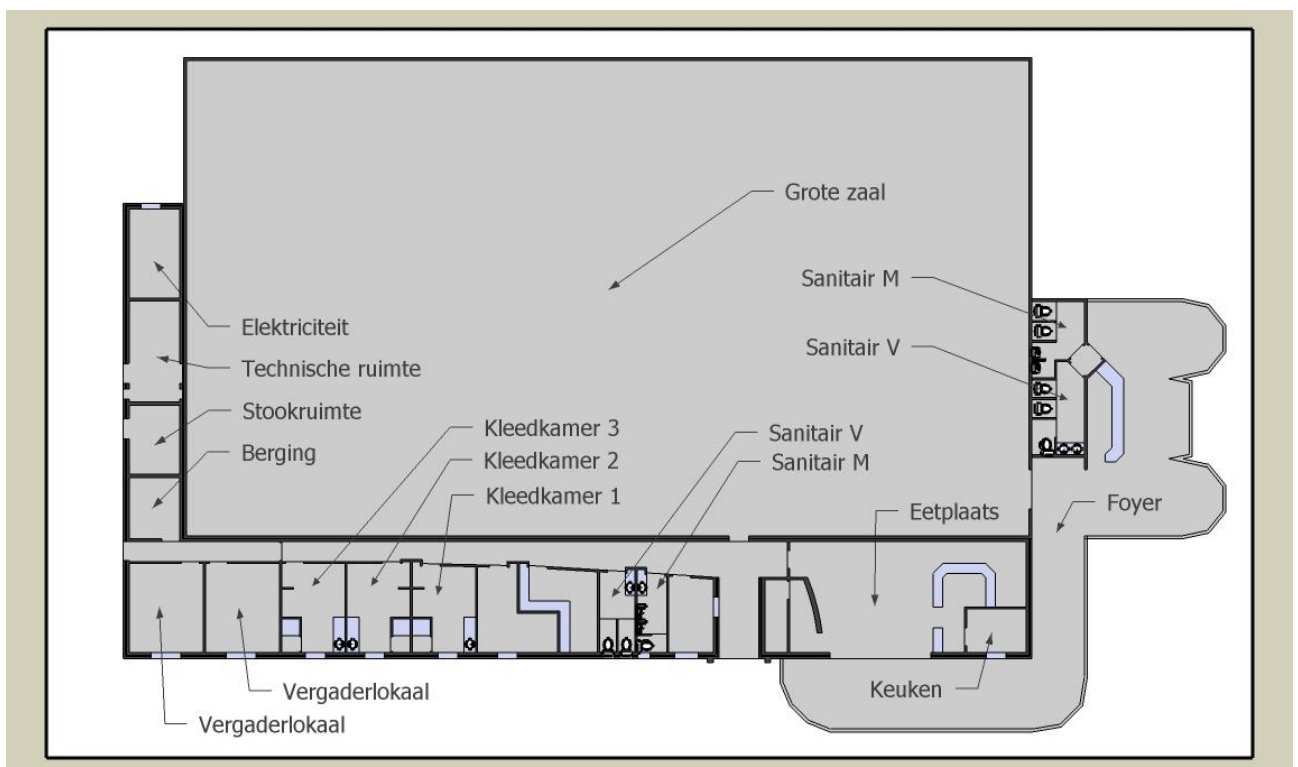 Grote zaal
Sanitair M
Elektriciteit
Sanitair V
Technische ruimte
Stookruimte
Kleedkamer 3
Sanitair V
Berging
Kleedkamer 2
Sanitair M
Kleedkamer 1
Eetplaats
Foyer
Vergaderlokaal
Keuken
Vergaderlokaal